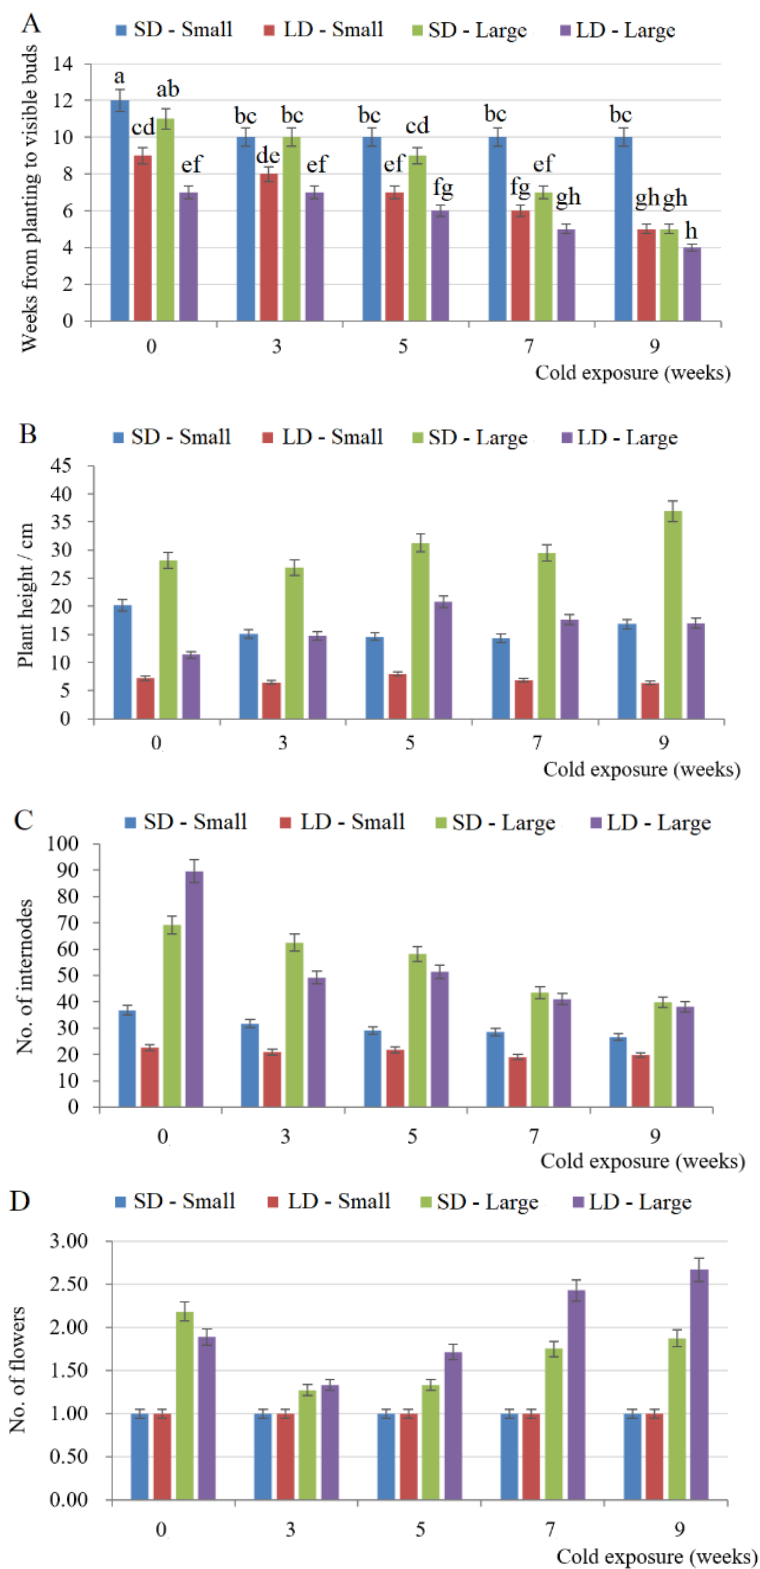 A
SD - Small LD - Small SD - Large LD - Large
Weeks from planting to visible buds
14
12
10
8
6
4
2
0
a cd ab ef
bc de bc ef
bc ef cd fg
bc fg ef gh
bc gh gh h
0 3 5 7 9
Cold exposure (weeks)
B
SD - Small LD - Small SD - Large LD - Large
Plant height / cm
45
40
35
30
25
20
15
10
5
0
0 3 5 7 9
Cold exposure (weeks)
C
SD - Small LD - Small SD - Large LD - Large
No. of internodes
100
90
80
70
60
50
40
30
20
10
0
0 3 5 7 9
Cold exposure (weeks)
D
SD - Small LD - Small SD - Large LD - Large
No. of flowers
3.00
2.50
2.00
1.50
1.00
0.50
0.00
0 3 5 7 9
Cold exposure (weeks)